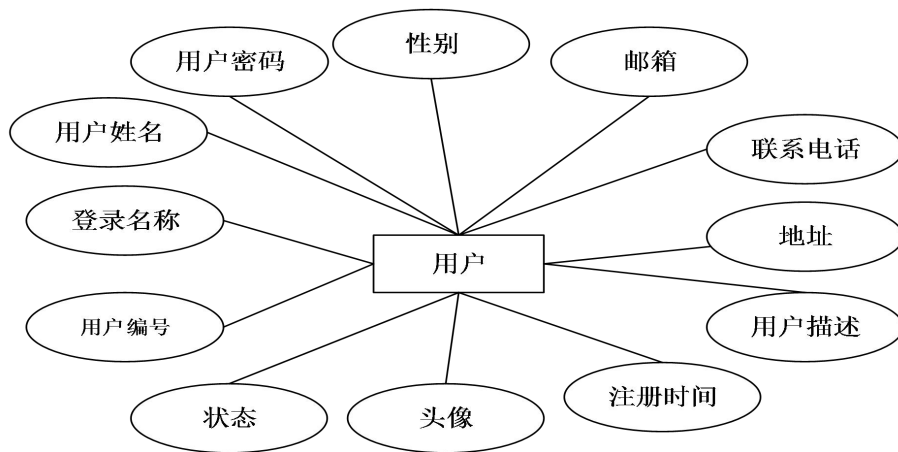 性别
用户密码
邮箱
用户姓名
联系电话
登录名称
地址
用户
用户编号
用户描述
注册时间
状态
头像